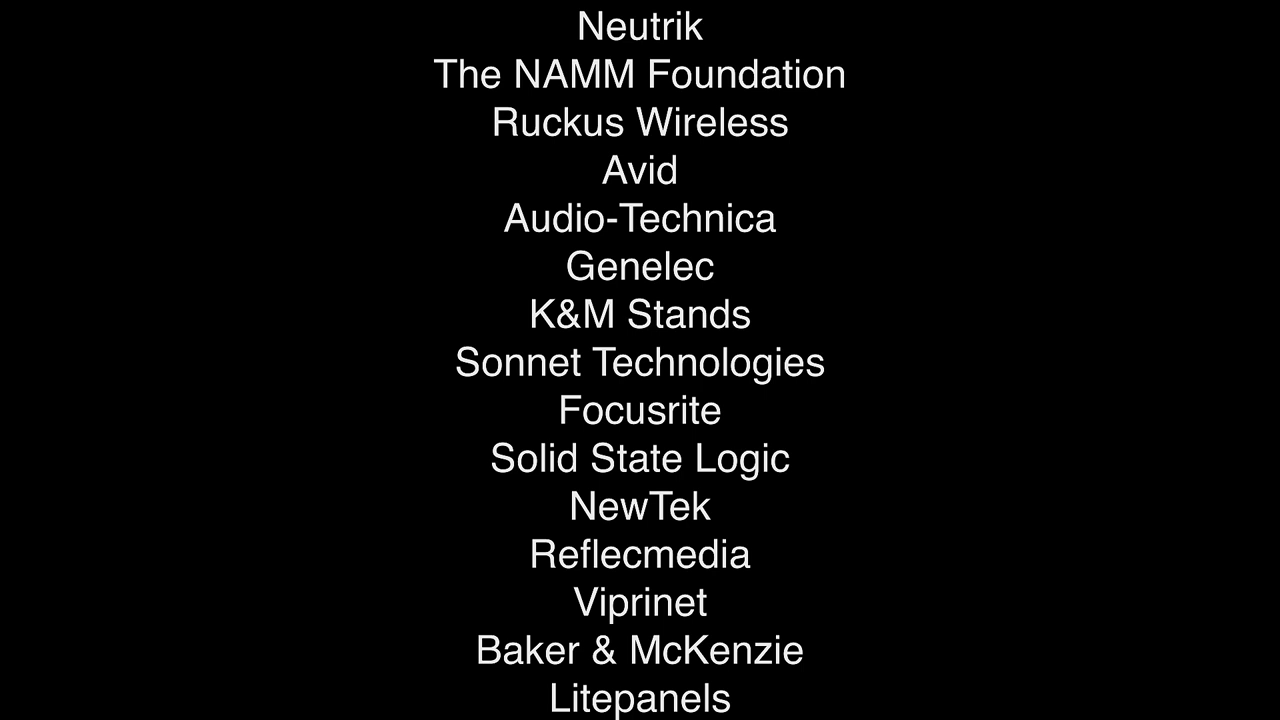 Neutrik
The NAMM Foundation
Ruckus Wireless
Avid
Audio-Technica
Genelec
K&M Stands
Sonnet Technologies
Focusrite
Solid State Logic
NewTek
Reflecmedia
Viprinet
Baker & McKenzie
Litepanels